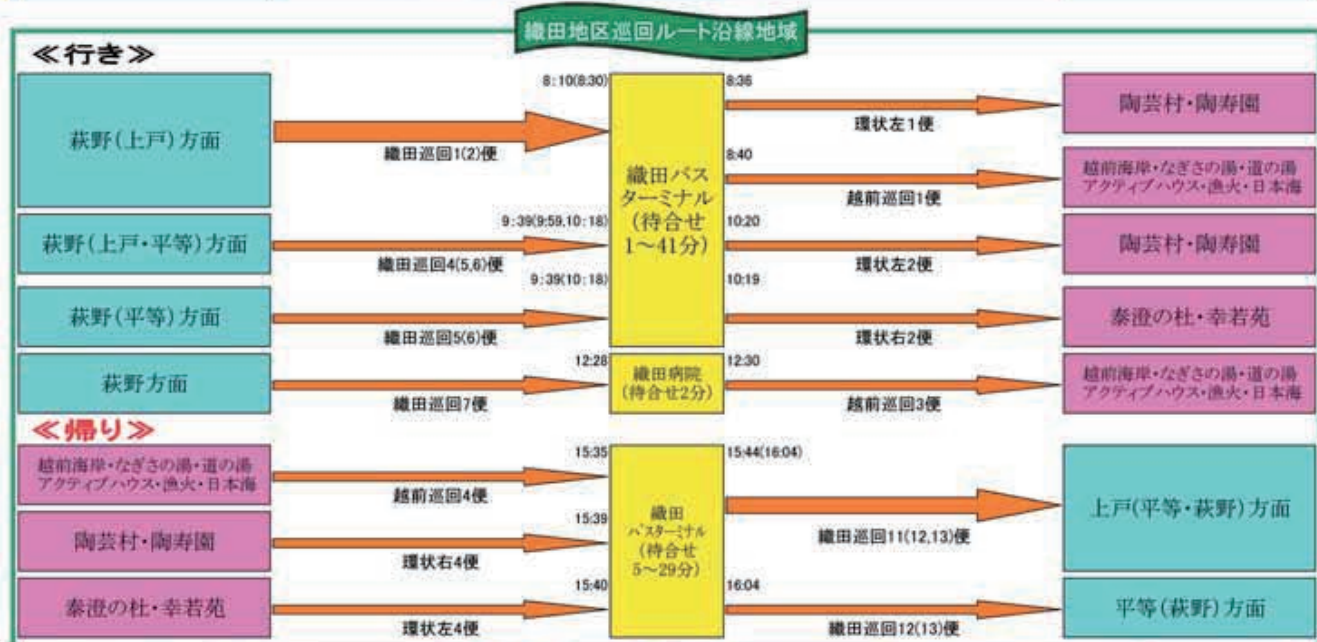 織田地区巡回ルート沿線地域
≪行き≫
萩野(上戸)方面
8:10(8:30)
織田巡回1(2)便
織田バス
ターミナル
(待合せ
1～41分)
8:36
環状左1便
陶芸村・陶寿園
8:40
越前巡回1便
越前海岸・なぎさの湯・道の湯
アクティブハウス・漁火・日本海
萩野(上戸・平等)方面
9:39(9:59,10:18)
織田巡回4(5,6)便
10:20
環状左2便
陶芸村・陶寿園
萩野(平等)方面
9:39(10:18)
織田巡回5(6)便
10:19
環状右2便
泰澄の杜・幸若苑
萩野方面
12:28
織田巡回7便
織田病院
(待合せ2分)
12:30
越前巡回3便
越前海岸・なぎさの湯・道の湯
アクティブハウス・漁火・日本海
≪帰り≫
越前海岸・なぎさの湯・道の湯
アクティブハウス・漁火・日本海
15:35
越前巡回4便
織田
バスターミナル
(待合せ
5～29分)
15:44(16:04)
織田巡回11(12,13)便
上戸(平等・萩野)方面
陶芸村・陶寿園
15:39
環状右4便
泰澄の杜・幸若苑
15:40
環状左4便
16:04
織田巡回12(13)便
平等(萩野)方面